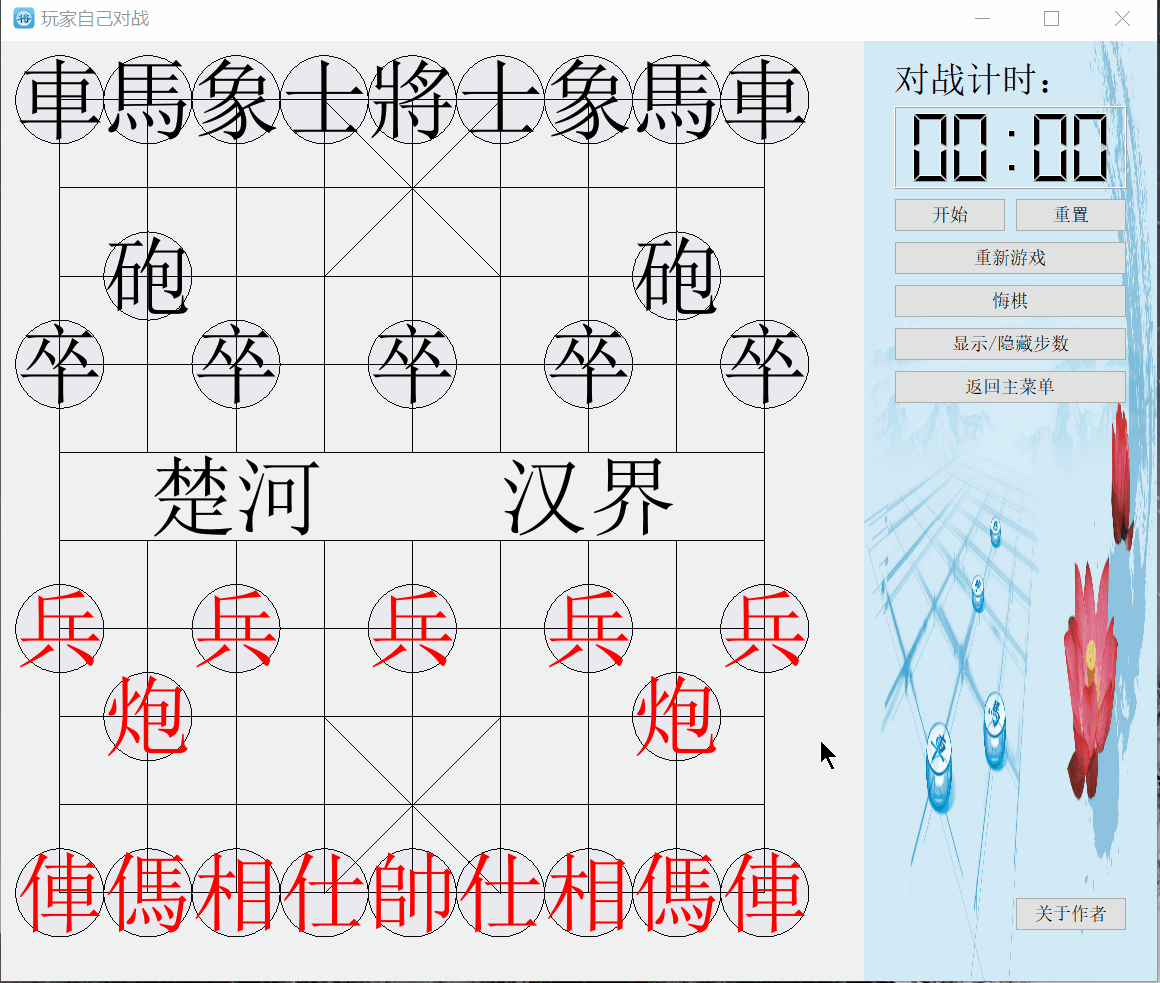 玩家自己对战
車馬象士將士象馬車
砲砲
卒卒卒卒卒
楚河 汉界
兵兵兵兵兵
炮炮
俥傌相仕帥仕相傌俥
对战计时：
00:00
开始 重置
重新游戏
悔棋
显示/隐藏步数
返回主菜单
关于作者